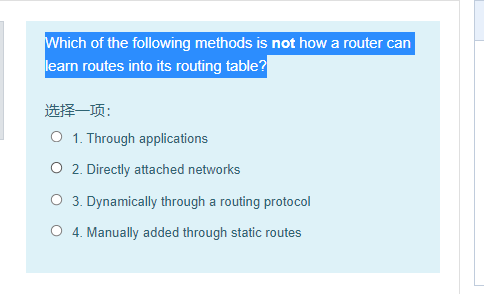 Which of the following methods is not how a router can
learn routes into its routing table?
选择一项：
1. Through applications
2. Directly attached networks
3. Dynamically through a routing protocol
4. Manually added through static routes